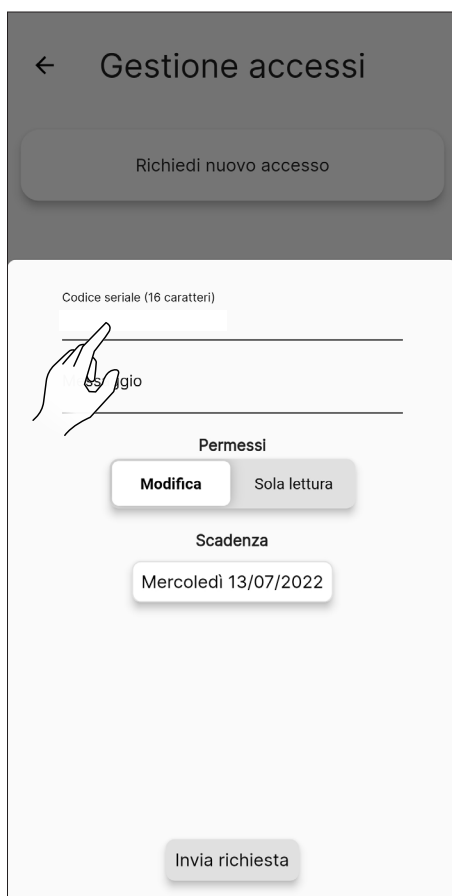 Gestione accessi
Richiedi nuovo accesso
Codice seriale (16 caratteri)
Messaggio
Permessi
Modifica Sola lettura
Scadenza
Mercoledì 13/07/2022
Invia richiesta